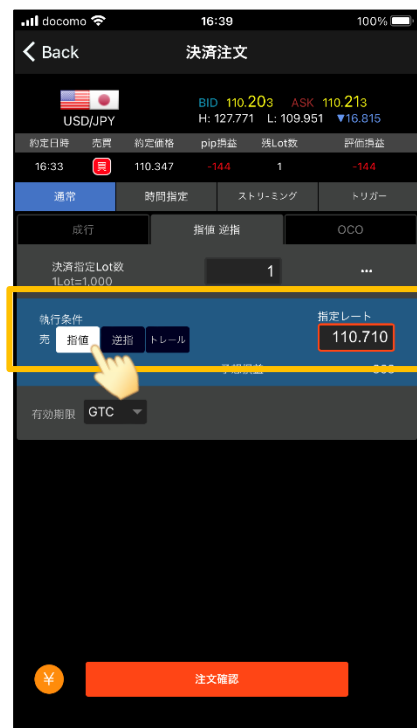 docomo 16:39 100%
Back 決済注文
USD/JPY
BID 110.203 ASK 110.213
H: 127.771 L: 109.951 ▼16.815
約定日時 売買 約定価格 pip損益 残Lot数 評価損益
16:33 買 110.347 -144 1 -144
通常 時間指定 ストリーミング トリガー
成行 指値 逆指 OCO
決済指定Lot数
1Lot=1,000
1 ...
執行条件 指定レート
売 指値 逆指 トレール 110.710
有効期限 GTC
¥ 注文確認